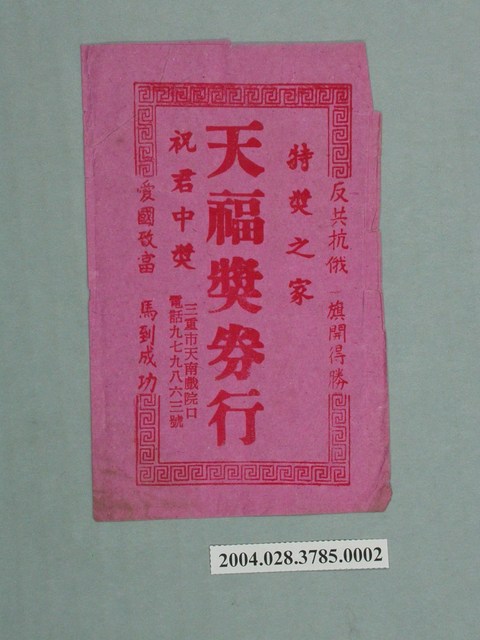 反共抗俄 旗開得勝
特獎之家
天福獎券行
三重市天南戲院口
電話九七九八六三號
祝君中獎
愛國致富 馬到成功
2004.028.3785.0002